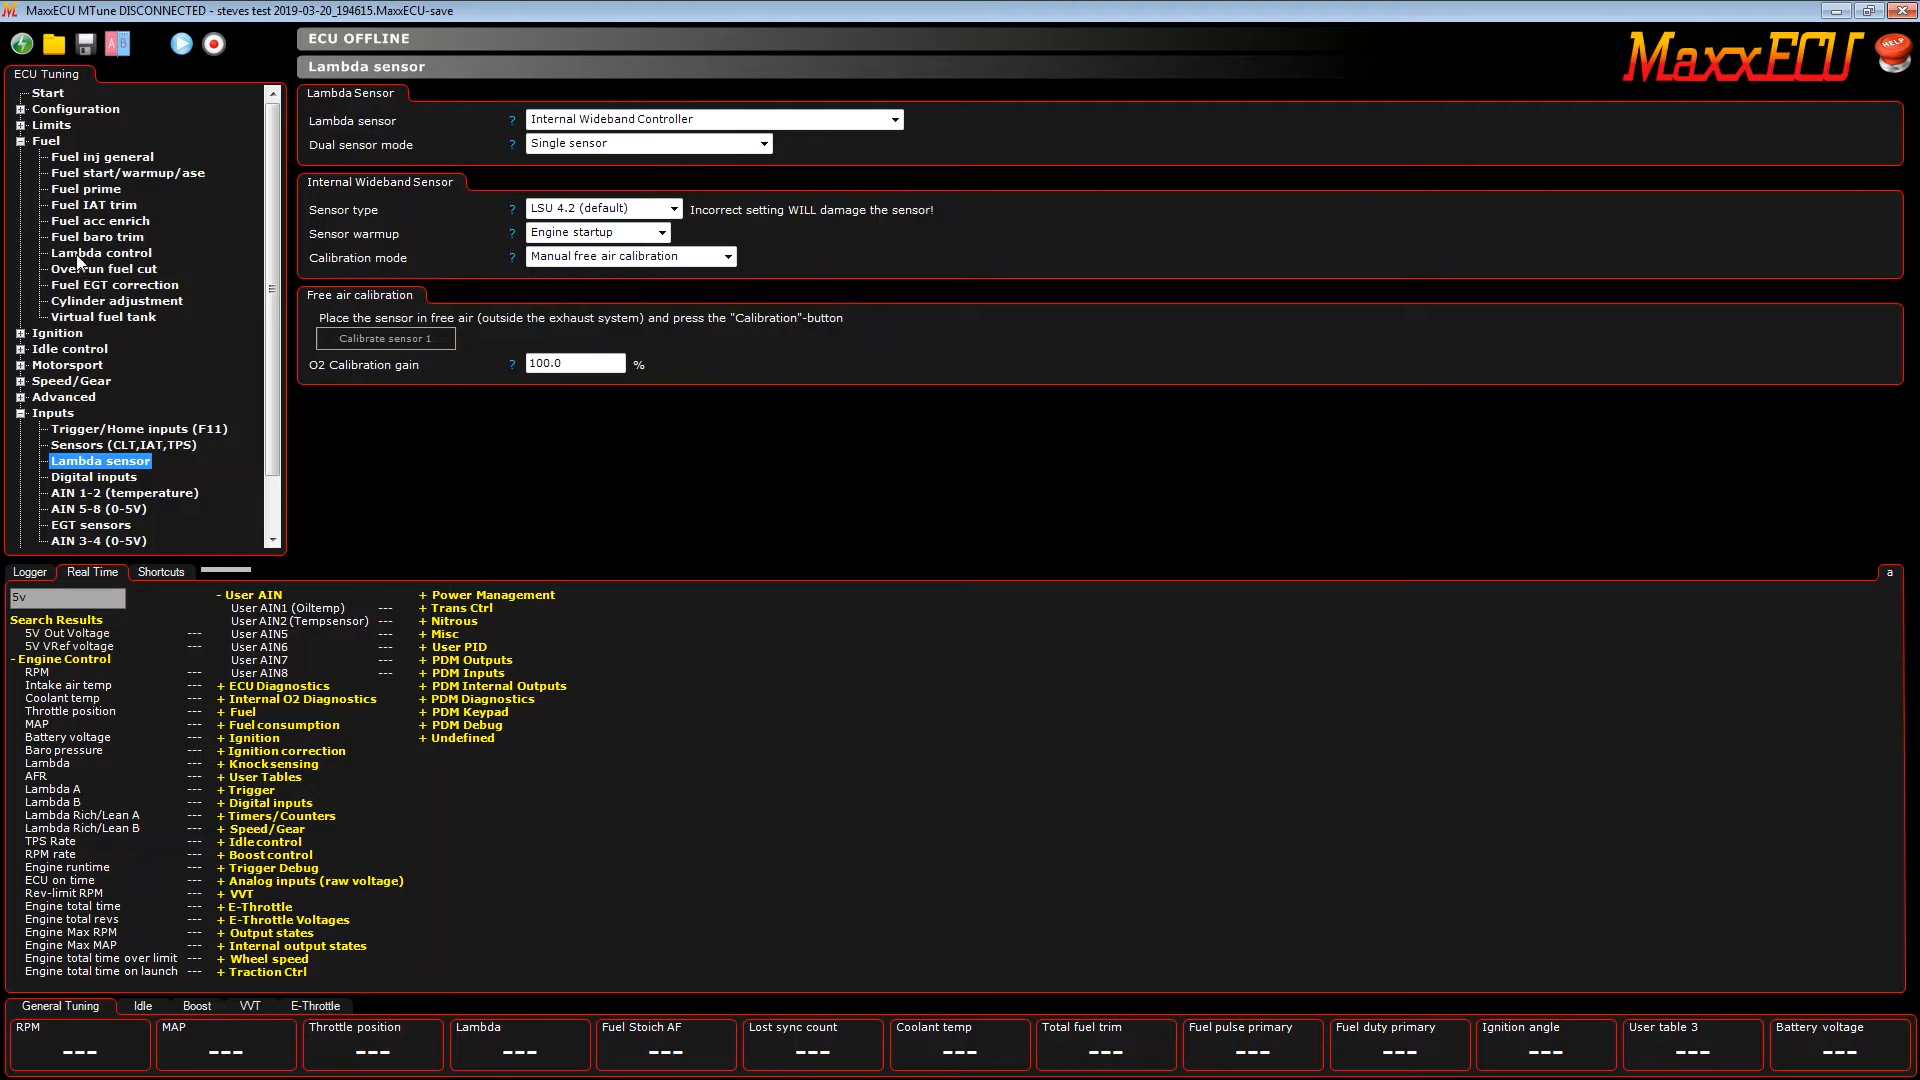 MaxxECU MTune DISCONNECTED - steves test 2019-03-20_194615.MaxxECU-save
A B
ECU OFFLINE
Lambda sensor
MaxxECU
HELP
ECU Tuning
Start
Configuration
Limits
Fuel
Fuel inj general
Fuel start/warmup/ase
Fuel prime
Fuel IAT trim
Fuel acc enrich
Fuel baro trim
Lambda control
Overrun fuel cut
Fuel EGT correction
Cylinder adjustment
Virtual fuel tank
Ignition
Idle control
Motorsport
Speed/Gear
Advanced
Inputs
Trigger/Home inputs (F11)
Sensors (CLT,IAT,TPS)
Lambda sensor
Digital inputs
AIN 1-2 (temperature)
AIN 5-8 (0-5V)
EGT sensors
AIN 3-4 (0-5V)
Lambda Sensor
Lambda sensor ? Internal Wideband Controller
Dual sensor mode ? Single sensor
Internal Wideband Sensor
Sensor type ? LSU 4.2 (default) Incorrect setting WILL damage the sensor!
Sensor warmup ? Engine startup
Calibration mode ? Manual free air calibration
Free air calibration
Place the sensor in free air (outside the exhaust system) and press the "Calibration"-button
Calibrate sensor 1
O2 Calibration gain ? 100.0 %
Logger Real Time Shortcuts a
5v
Search Results
5V Out Voltage ---
5V VRef voltage ---
- Engine Control
RPM ---
Intake air temp ---
Coolant temp ---
Throttle position ---
MAP ---
Battery voltage ---
Baro pressure ---
Lambda ---
AFR ---
Lambda A ---
Lambda B ---
Lambda Rich/Lean A ---
Lambda Rich/Lean B ---
TPS Rate ---
RPM rate ---
Engine runtime ---
ECU on time ---
Rev-limit RPM ---
Engine total time ---
Engine total revs ---
Engine Max RPM ---
Engine Max MAP ---
Engine total time over limit ---
Engine total time on launch ---
- User AIN
User AIN1 (Oiltemp) ---
User AIN2 (Tempsensor) ---
User AIN5 ---
User AIN6 ---
User AIN7 ---
User AIN8 ---
+ ECU Diagnostics
+ Internal O2 Diagnostics
+ Fuel
+ Fuel consumption
+ Ignition
+ Ignition correction
+ Knock sensing
+ User Tables
+ Trigger
+ Digital inputs
+ Timers/Counters
+ Speed/Gear
+ Idle control
+ Boost control
+ Trigger Debug
+ Analog inputs (raw voltage)
+ VVT
+ E-Throttle
+ E-Throttle Voltages
+ Output states
+ Internal output states
+ Wheel speed
+ Traction Ctrl
+ Power Management
+ Trans Ctrl
+ Nitrous
+ Misc
+ User PID
+ PDM Outputs
+ PDM Inputs
+ PDM Internal Outputs
+ PDM Diagnostics
+ PDM Keypad
+ PDM Debug
+ Undefined
General Tuning Idle Boost VVT E-Throttle
RPM MAP Throttle position Lambda Fuel Stoich AF Lost sync count Coolant temp Total fuel trim Fuel pulse primary Fuel duty primary Ignition angle User table 3 Battery voltage
--- --- --- --- --- --- --- --- --- --- --- --- ---